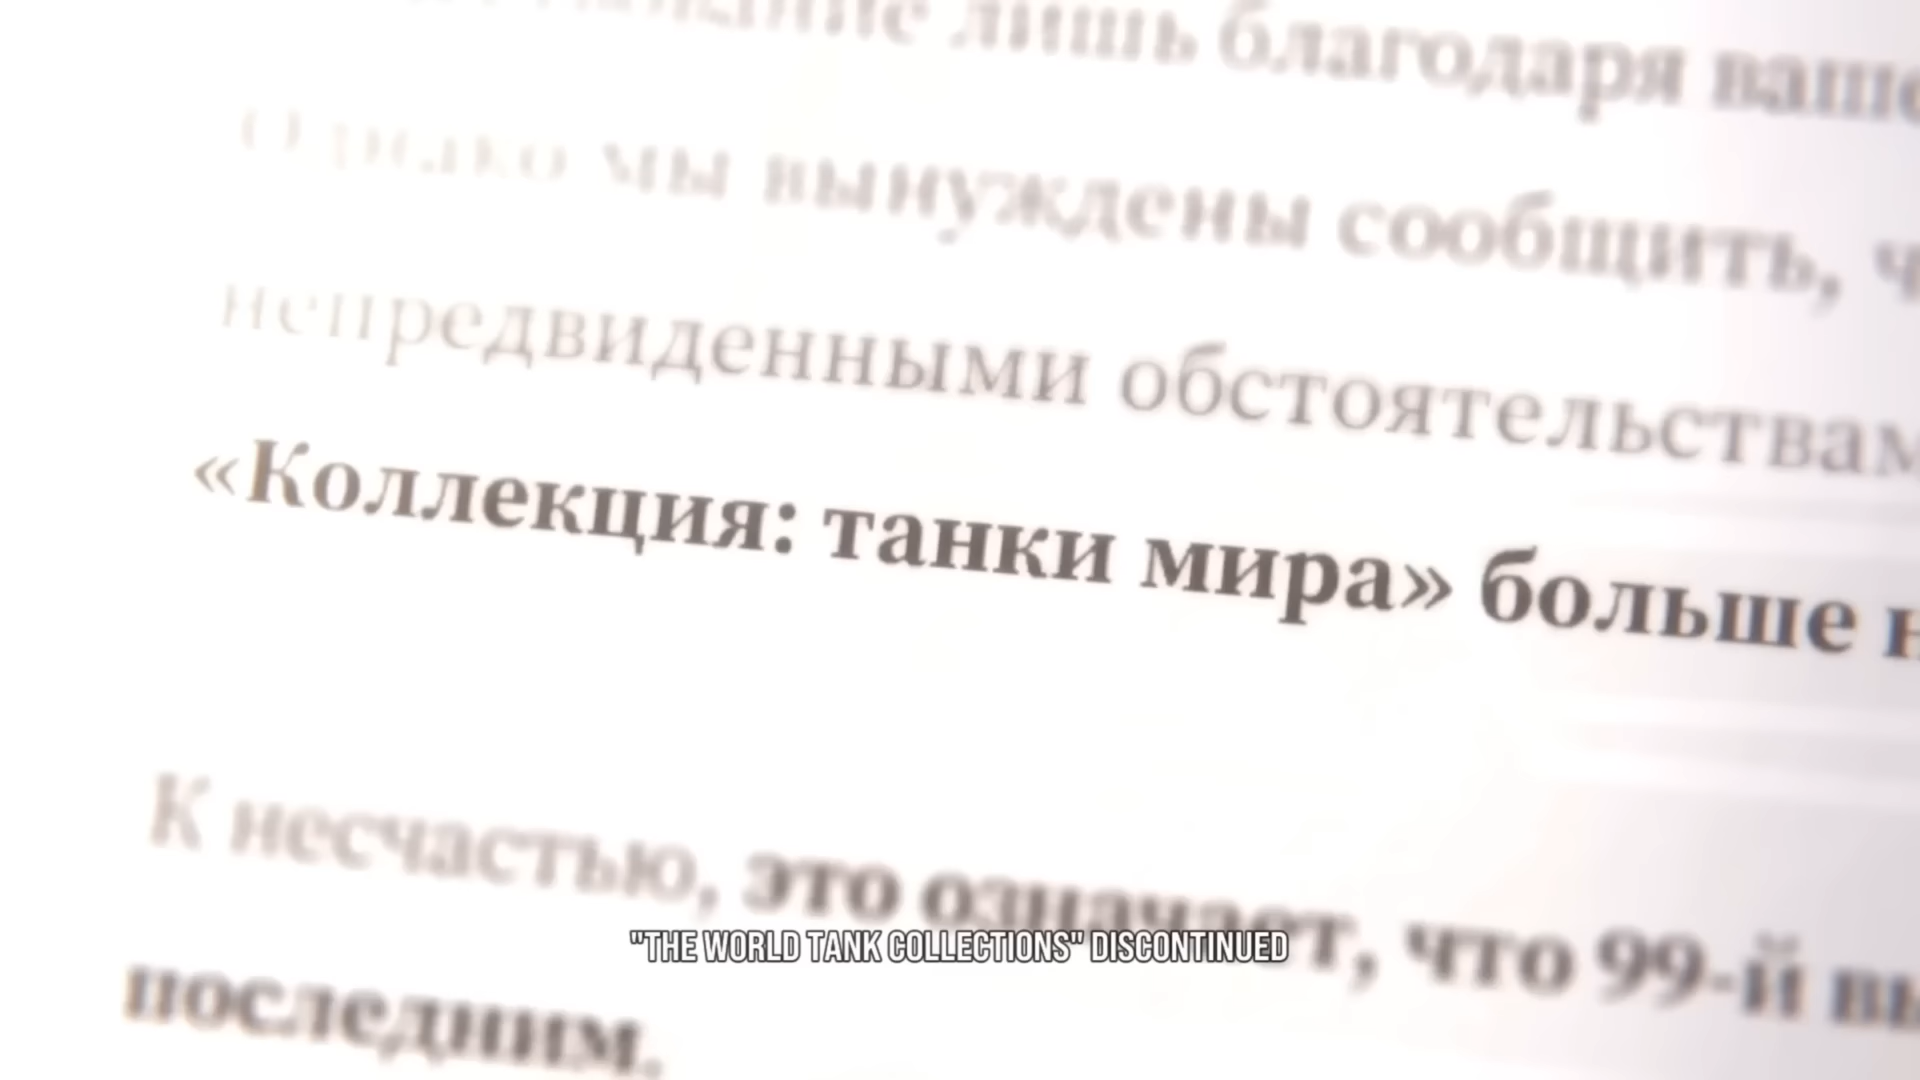 лишь благодаря
Однако мы вынуждены сообщить,
непредвиденными обстоятельствам
«Коллекция: танки мира» больше
К несчастью, это означает, что 99-й
"THE WORLD TANK COLLECTIONS" DISCONTINUED
последним.